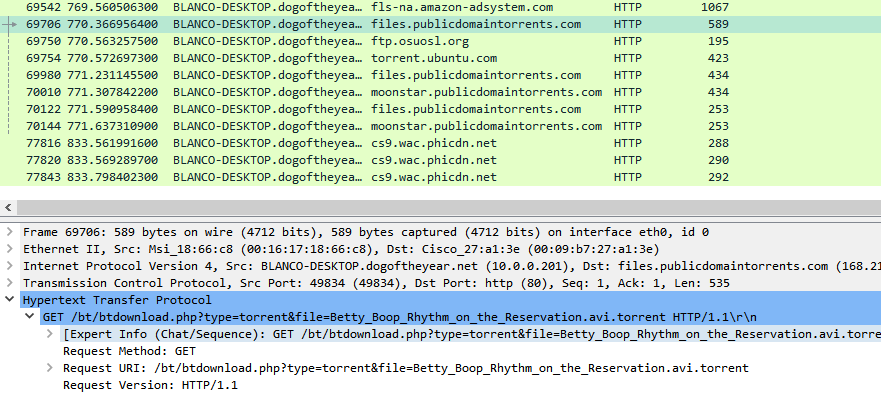 69542 769.560506300 BLANCO-DESKTOP.dogoftheyea… fls-na.amazon-adsystem.com HTTP 1067
69706 770.366956400 BLANCO-DESKTOP.dogoftheyea… files.publicdomaintorrents.com HTTP 589
69750 770.563257500 BLANCO-DESKTOP.dogoftheyea… ftp.osuosl.org HTTP 195
69754 770.572697300 BLANCO-DESKTOP.dogoftheyea… torrent.ubuntu.com HTTP 423
69980 771.231145500 BLANCO-DESKTOP.dogoftheyea… files.publicdomaintorrents.com HTTP 434
70010 771.307842200 BLANCO-DESKTOP.dogoftheyea… moonstar.publicdomaintorrents.com HTTP 434
70122 771.590958400 BLANCO-DESKTOP.dogoftheyea… files.publicdomaintorrents.com HTTP 253
70144 771.637310900 BLANCO-DESKTOP.dogoftheyea… moonstar.publicdomaintorrents.com HTTP 253
77816 833.561991600 BLANCO-DESKTOP.dogoftheyea… cs9.wac.phicdn.net HTTP 288
77820 833.569289700 BLANCO-DESKTOP.dogoftheyea… cs9.wac.phicdn.net HTTP 290
77843 833.798402300 BLANCO-DESKTOP.dogoftheyea… cs9.wac.phicdn.net HTTP 292
Frame 69706: 589 bytes on wire (4712 bits), 589 bytes captured (4712 bits) on interface eth0, id 0
Ethernet II, Src: Msi_18:66:c8 (00:16:17:18:66:c8), Dst: Cisco_27:a1:3e (00:09:b7:27:a1:3e)
Internet Protocol Version 4, Src: BLANCO-DESKTOP.dogoftheyear.net (10.0.0.201), Dst: files.publicdomaintorrents.com (168.21
Transmission Control Protocol, Src Port: 49834 (49834), Dst Port: http (80), Seq: 1, Ack: 1, Len: 535
Hypertext Transfer Protocol
GET /bt/btdownload.php?type=torrent&file=Betty_Boop_Rhythm_on_the_Reservation.avi.torrent HTTP/1.1\r\n
[Expert Info (Chat/Sequence): GET /bt/btdownload.php?type=torrent&file=Betty_Boop_Rhythm_on_the_Reservation.avi.torre
Request Method: GET
Request URI: /bt/btdownload.php?type=torrent&file=Betty_Boop_Rhythm_on_the_Reservation.avi.torrent
Request Version: HTTP/1.1